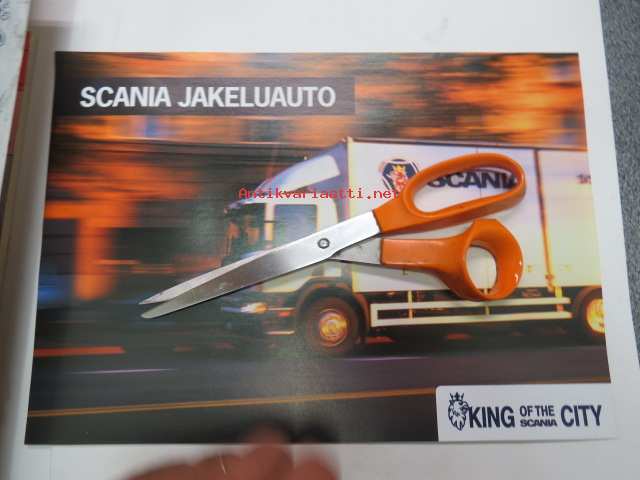 SCANIA JAKELUAUTO
Antikvariaatti.net
SCANIA
KING OF THE SCANIA CITY